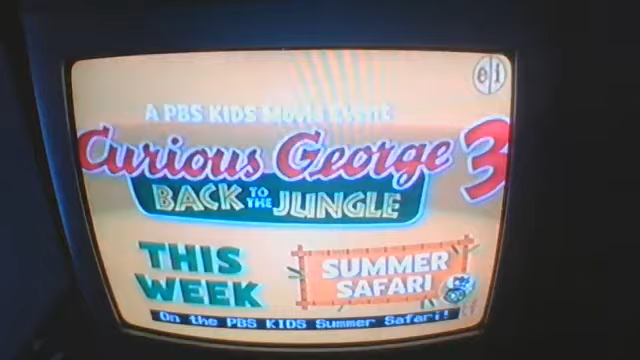 e/i
A PBS KIDS Movie Event
Curious George 3
BACK TO THE JUNGLE
THIS WEEK
SUMMER SAFARI
On the PBS KIDS Summer Safari!